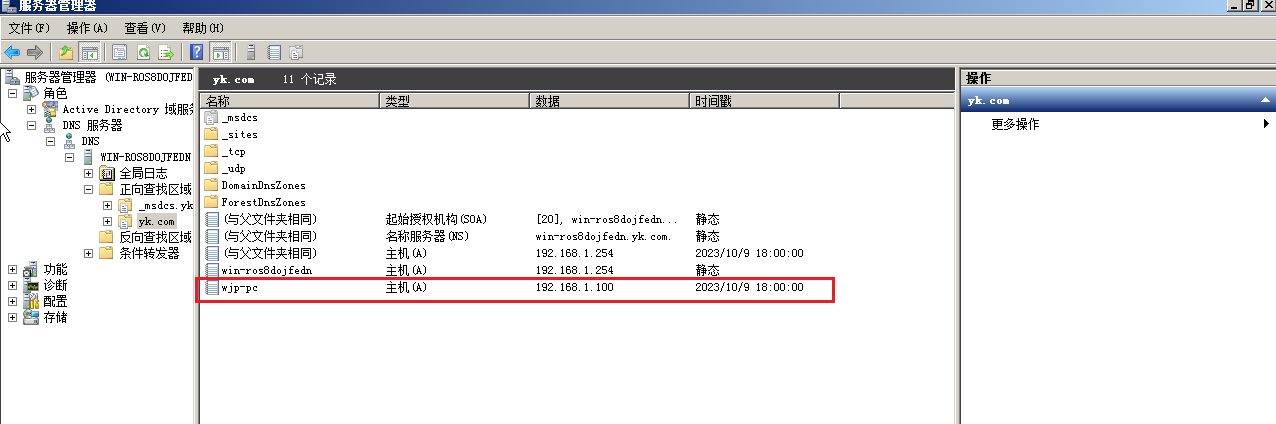 服务器管理器
文件(F) 操作(A) 查看(V) 帮助(H)
服务器管理器 (WIN-ROS8DOJFED
角色
Active Directory 域服务
DNS 服务器
DNS
WIN-ROS8DOJFEDN
全局日志
正向查找区域
_msdcs.yk
yk.com
反向查找区域
条件转发器
功能
诊断
配置
存储
yk.com 11 个记录
名称 类型 数据 时间戳
_msdcs
_sites
_tcp
_udp
DomainDnsZones
ForestDnsZones
(与父文件夹相同) 起始授权机构(SOA) [20], win-ros8dojfedn... 静态
(与父文件夹相同) 名称服务器(NS) win-ros8dojfedn.yk.com. 静态
(与父文件夹相同) 主机(A) 192.168.1.254 2023/10/9 18:00:00
win-ros8dojfedn 主机(A) 192.168.1.254 静态
wjp-pc 主机(A) 192.168.1.100 2023/10/9 18:00:00
操作
yk.com
更多操作